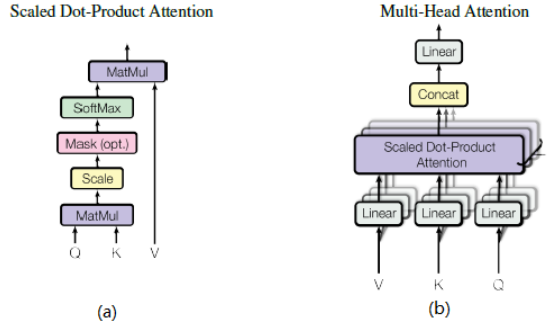 Scaled Dot-Product Attention
MatMul
SoftMax
Mask (opt.)
Scale
MatMul
Q K V
(a)
Multi-Head Attention
Linear
Concat
Scaled Dot-Product
Attention
Linear Linear Linear
V K Q
(b)